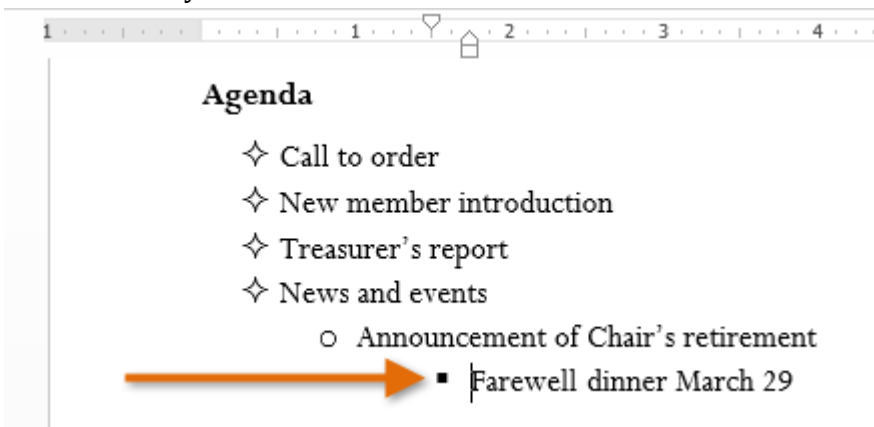 1 1 2 3 4
Agenda
✧ Call to order
✧ New member introduction
✧ Treasurer’s report
✧ News and events
○ Announcement of Chair’s retirement
▪ Farewell dinner March 29